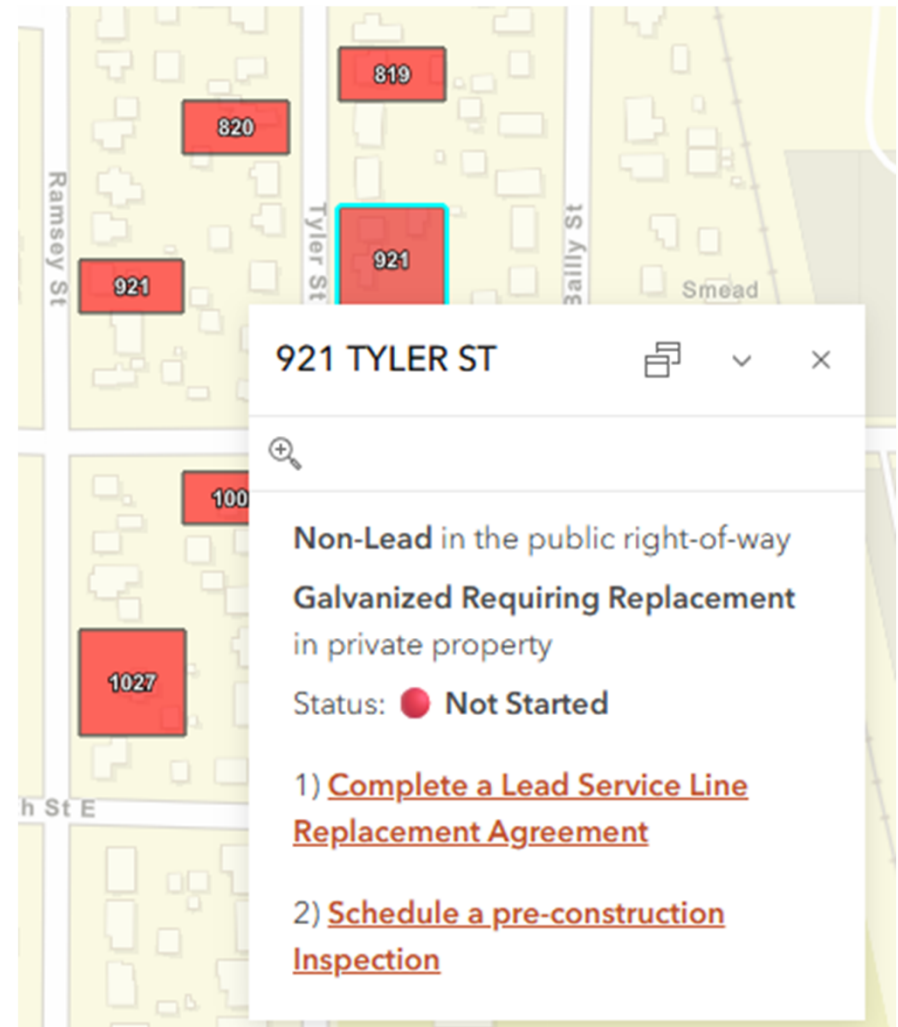 819
820
Ramsey St
Tyler St
921
Bailly St
921
Smead
921 TYLER ST
100
Non-Lead in the public right-of-way
Galvanized Requiring Replacement
in private property
1027
Status: Not Started
1) Complete a Lead Service Line
Replacement Agreement
h St E
2) Schedule a pre-construction
Inspection